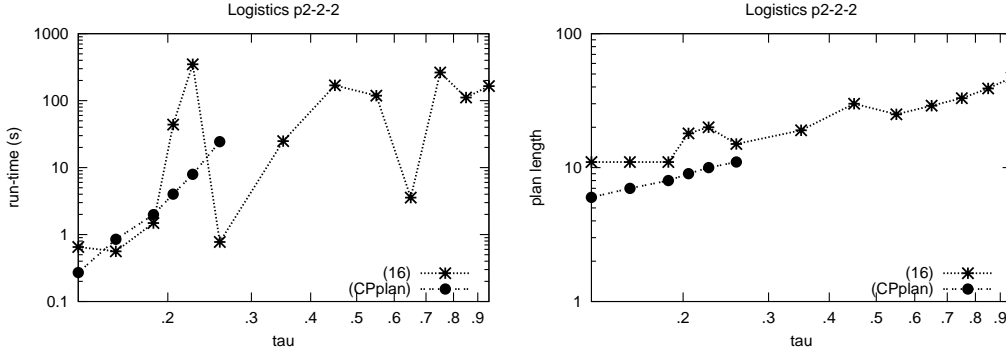 Logistics p2-2-2
1000
100
10
1
0.1
run-time (s)
.2 .3 .4 .5 .6 .7 .8 .9
tau
(16)
(CPplan)
Logistics p2-2-2
100
10
1
plan length
.2 .3 .4 .5 .6 .7 .8 .9
tau
(16)
(CPplan)